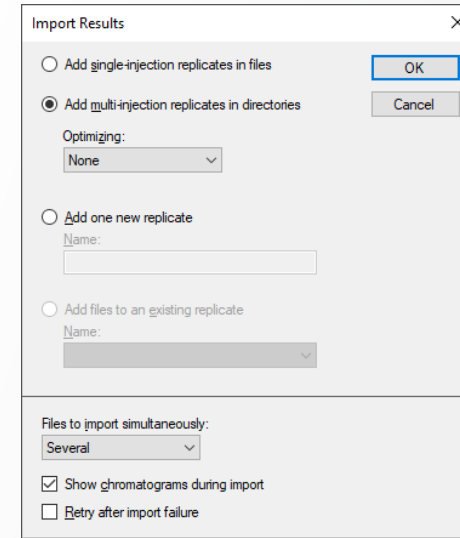 Import Results
Add single-injection replicates in files
OK
Add multi-injection replicates in directories
Cancel
Optimizing:
None
Add one new replicate
Name:
Add files to an existing replicate
Name:
Files to import simultaneously:
Several
Show chromatograms during import
Retry after import failure